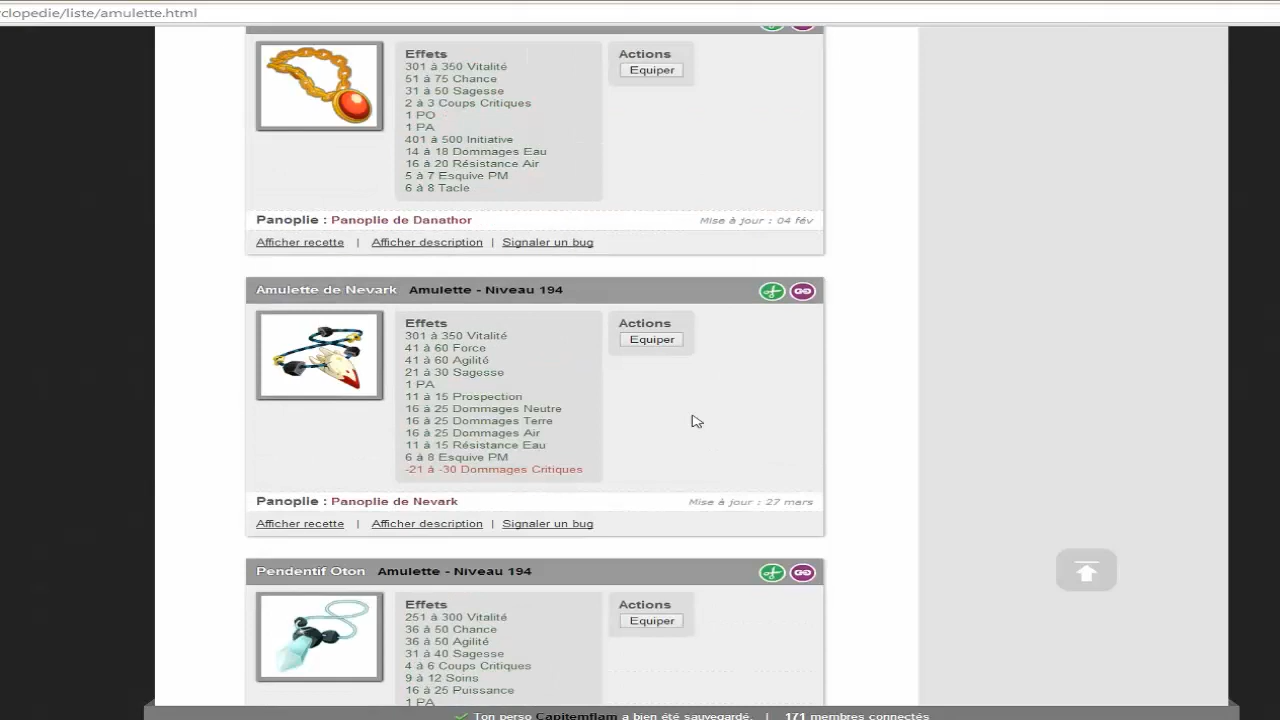 clopedie/liste/amulette.html
Effets
301 à 350 Vitalité
51 à 75 Chance
31 à 50 Sagesse
2 à 3 Coups Critiques
1 PO
1 PA
401 à 500 Initiative
14 à 18 Dommages Eau
16 à 20 Résistance Air
5 à 7 Esquive PM
6 à 8 Tacle
Actions
Equiper
Panoplie : Panoplie de Danathor
Mise à jour : 04 fév
Afficher recette | Afficher description | Signaler un bug
Amulette de Nevark Amulette - Niveau 194
Effets
301 à 350 Vitalité
41 à 60 Force
41 à 60 Agilité
21 à 30 Sagesse
1 PA
11 à 15 Prospection
16 à 25 Dommages Neutre
16 à 25 Dommages Terre
16 à 25 Dommages Air
11 à 15 Résistance Eau
6 à 8 Esquive PM
-21 à -30 Dommages Critiques
Actions
Equiper
Panoplie : Panoplie de Nevark
Mise à jour : 27 mars
Afficher recette | Afficher description | Signaler un bug
Pendentif Oton Amulette - Niveau 194
Effets
251 à 300 Vitalité
36 à 50 Chance
36 à 50 Agilité
31 à 40 Sagesse
4 à 6 Coups Critiques
9 à 12 Soins
16 à 25 Puissance
1 PA
Actions
Equiper
Ton perso Capitemflam a bien été sauvegardé. | 171 membres connectés